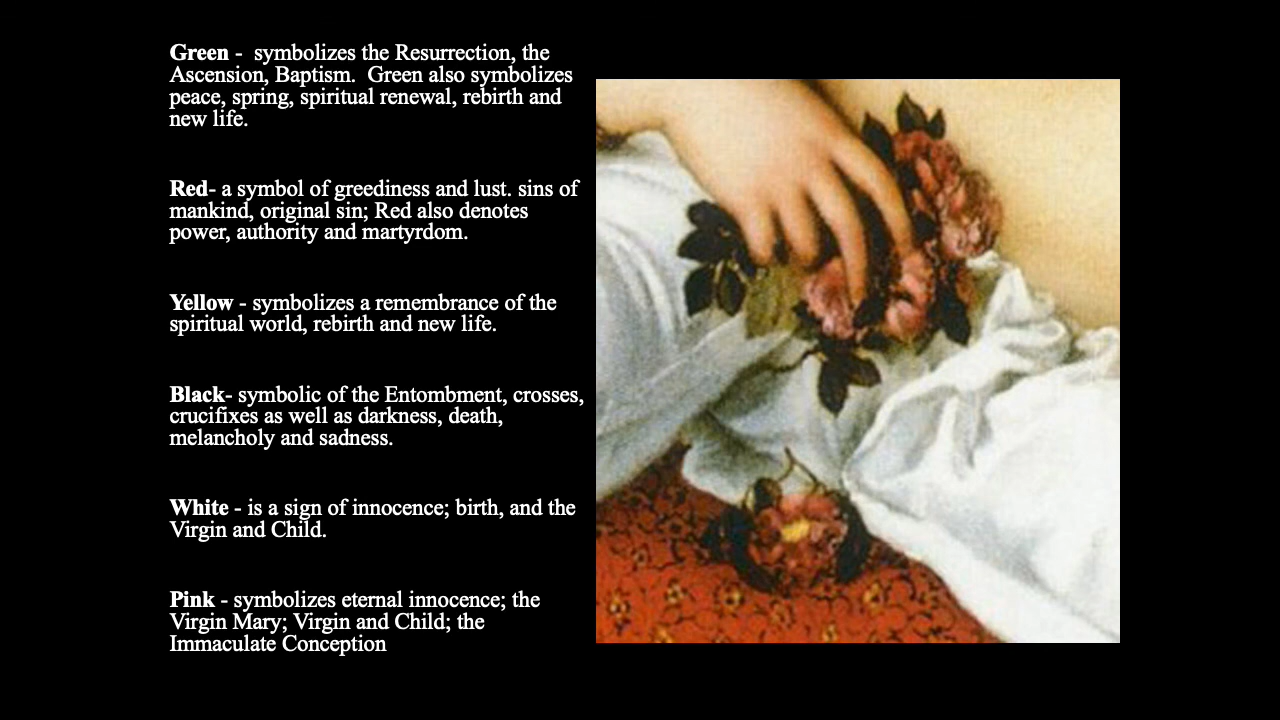 Green -  symbolizes the Resurrection, the
Ascension, Baptism.  Green also symbolizes
peace, spring, spiritual renewal, rebirth and
new life.
Red- a symbol of greediness and lust. sins of
mankind, original sin; Red also denotes
power, authority and martyrdom.
Yellow - symbolizes a remembrance of the
spiritual world, rebirth and new life.
Black- symbolic of the Entombment, crosses,
crucifixes as well as darkness, death,
melancholy and sadness.
White - is a sign of innocence; birth, and the
Virgin and Child.
Pink - symbolizes eternal innocence; the
Virgin Mary; Virgin and Child; the
Immaculate Conception